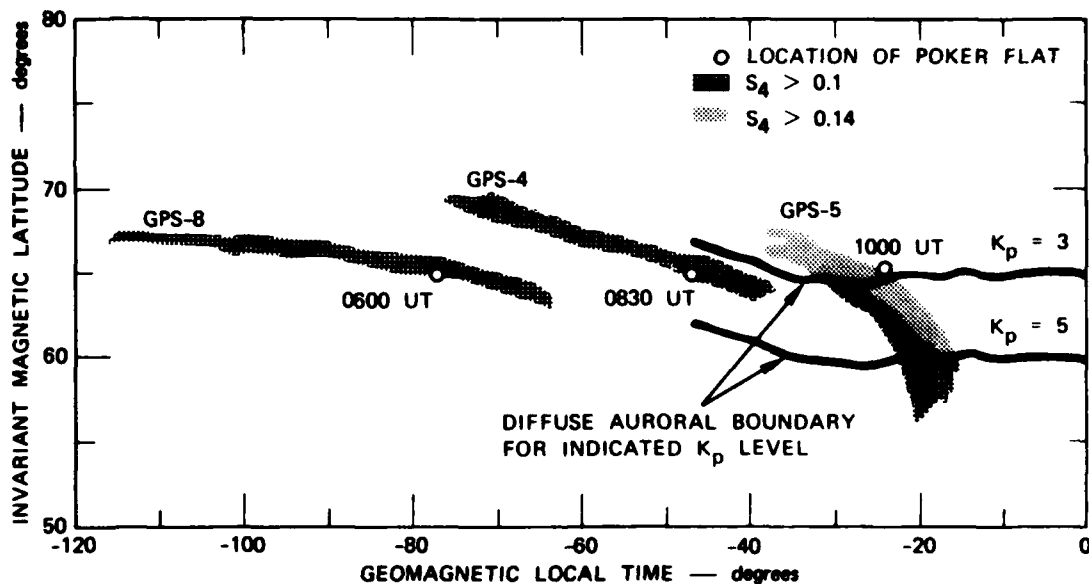 80
○ LOCATION OF POKER FLAT
S4 > 0.1
S4 > 0.14
INVARIANT MAGNETIC LATITUDE — degrees
70
GPS-4
GPS-8
GPS-5
1000 UT
Kp = 3
0600 UT
0830 UT
Kp = 5
60
DIFFUSE AURORAL BOUNDARY
FOR INDICATED Kp LEVEL
50
-120
-100
-80
-60
-40
-20
0
GEOMAGNETIC LOCAL TIME — degrees